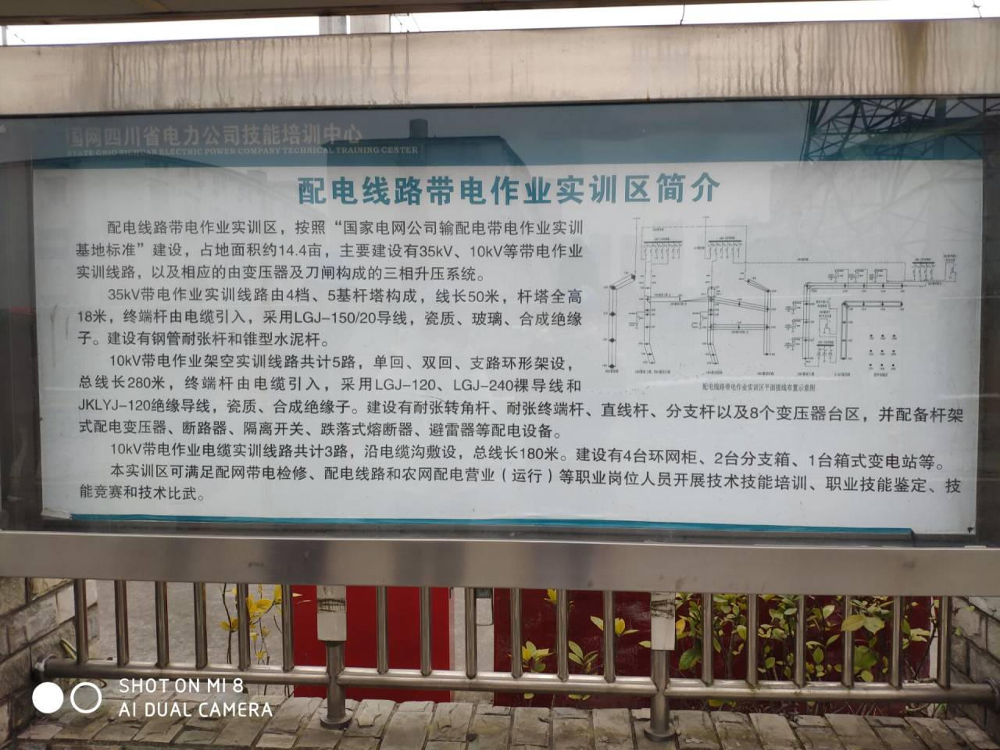 国网四川省电力公司技能培训中心
STATE GRID SICHUAN ELECTRIC POWER COMPANY TECHNICAL TRAINING CENTER
配电线路带电作业实训区简介
配电线路带电作业实训区，按照“国家电网公司输配电带电作业实训
基地标准”建设，占地面积约14.4亩，主要建设有35kV、10kV等带电作业
实训线路，以及相应的由变压器及刀闸构成的三相升压系统。
35kV带电作业实训线路由4档、5基杆塔构成，线长50米，杆塔全高
18米，终端杆由电缆引入，采用LGJ-150/20导线，瓷质、玻璃、合成绝缘
子。建设有钢管耐张杆和锥型水泥杆。
10kV带电作业架空实训线路共计5路，单回、双回、支路环形架设，
总线长280米，终端杆由电缆引入，采用LGJ-120、LGJ-240裸导线和
JKLYJ-120绝缘导线，瓷质、合成绝缘子。建设有耐张转角杆、耐张终端杆、直线杆、分支杆以及8个变压器台区，并配备杆架
式配电变压器、断路器、隔离开关、跌落式熔断器、避雷器等配电设备。
10kV带电作业电缆实训线路共计3路，沿电缆沟敷设，总线长180米。建设有4台环网柜、2台分支箱、1台箱式变电站等。
本实训区可满足配网带电检修、配电线路和农网配电营业（运行）等职业岗位人员开展技术技能培训、职业技能鉴定、技
能竞赛和技术比武。
配电线路带电作业实训区平面接线布置示意图
SHOT ON MI 8
AI DUAL CAMERA